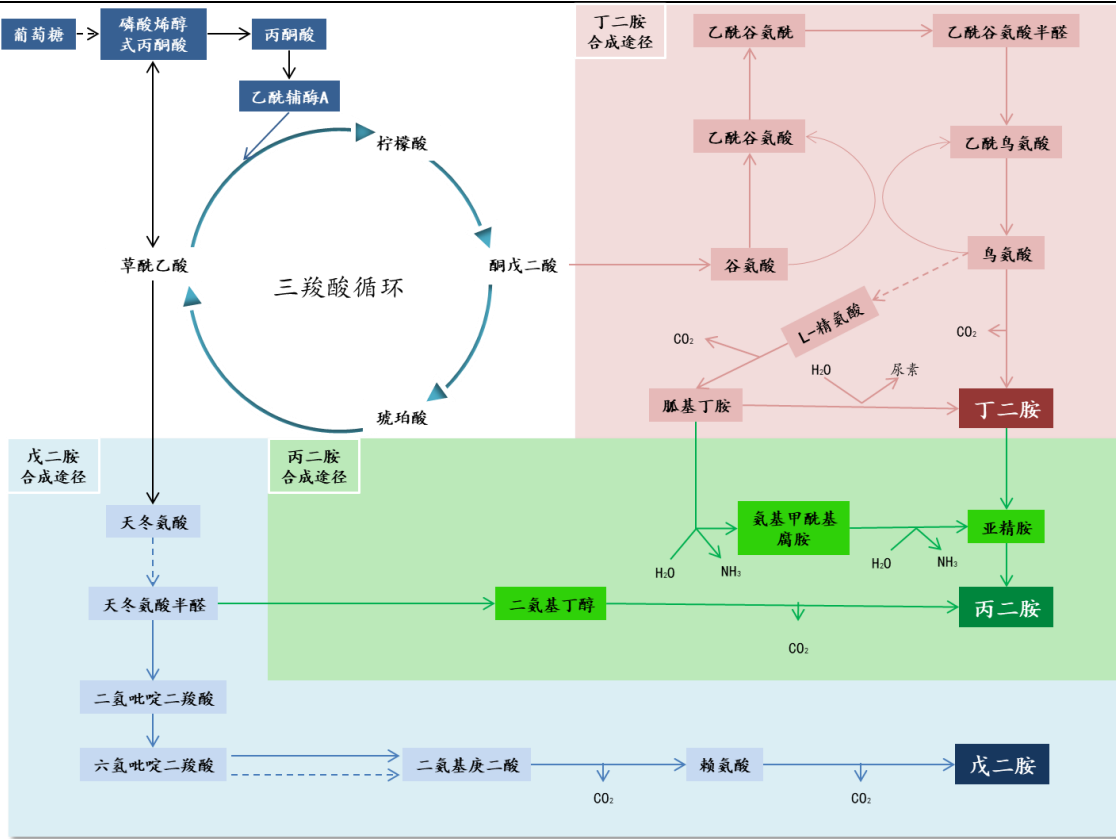 葡萄糖
磷酸烯醇
式丙酮酸
丙酮酸
乙酰辅酶A
柠檬酸
草酰乙酸
酮戊二酸
三羧酸循环
琥珀酸
丁二胺
合成途径
乙酰谷氨酰
乙酰谷氨酸半醛
乙酰谷氨酸
乙酰鸟氨酸
谷氨酸
鸟氨酸
L-精氨酸
CO₂
CO₂
H₂O
尿素
胍基丁胺
丁二胺
戊二胺
合成途径
丙二胺
合成途径
天冬氨酸
氨基甲酰基
腐胺
亚精胺
H₂O
NH₃
H₂O
NH₃
天冬氨酸半醛
二氨基丁醇
丙二胺
CO₂
二氢吡啶二羧酸
六氢吡啶二羧酸
二氨基庚二酸
赖氨酸
戊二胺
CO₂
CO₂